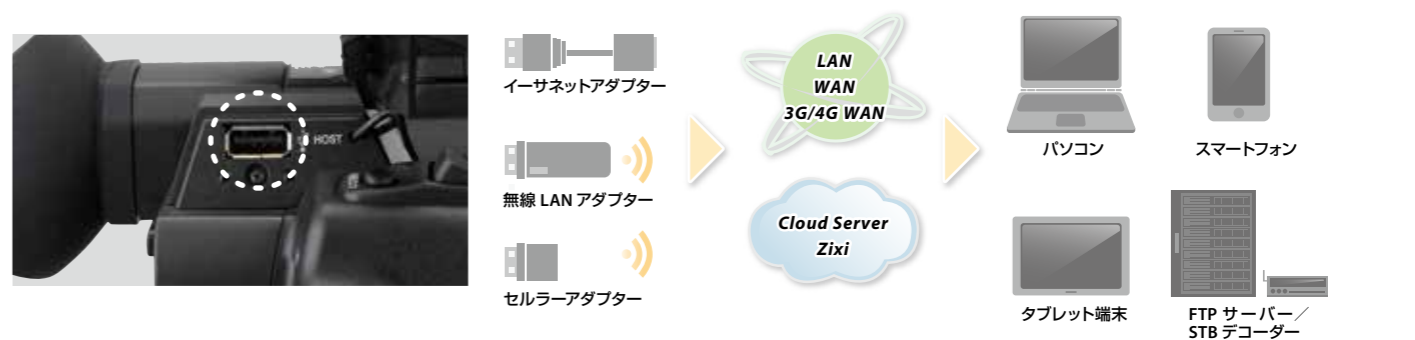 HOST
イーサネットアダプター
無線 LAN アダプター
セルラーアダプター
LAN
WAN
3G/4G WAN
Cloud Server
Zixi
パソコン
スマートフォン
タブレット端末
FTP サーバー／
STB デコーダー